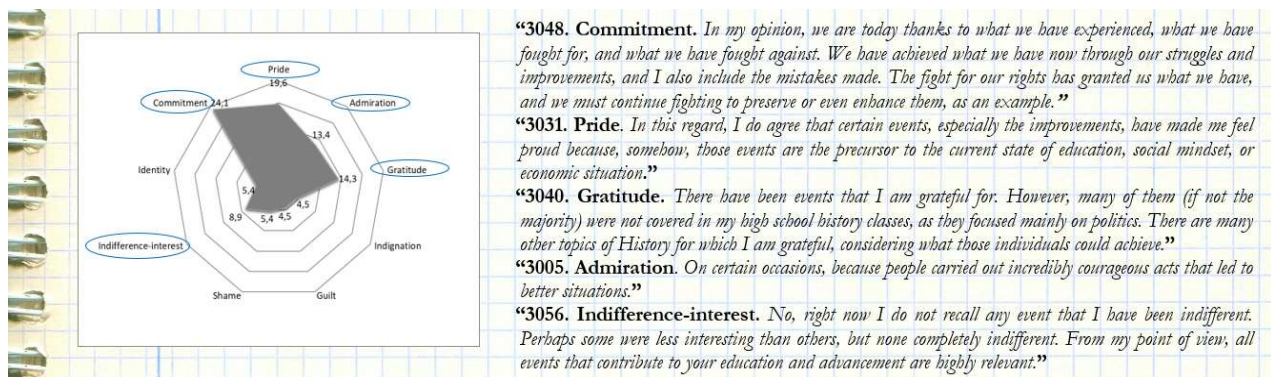 Pride
19,6
Commitment 24,1
Admiration
13,4
Identity
14,3
Gratitude
5,4
8,9
5,4
4,5
4,5
Indifference-interest
Indignation
Shame
Guilt
“3048. Commitment. In my opinion, we are today thanks to what we have experienced, what we have
fought for, and what we have fought against. We have achieved what we have now through our struggles and
improvements, and I also include the mistakes made. The fight for our rights has granted us what we have,
and we must continue fighting to preserve or even enhance them, as an example.”
“3031. Pride. In this regard, I do agree that certain events, especially the improvements, have made me feel
proud because, somehow, those events are the precursor to the current state of education, social mindset, or
economic situation.”
“3040. Gratitude. There have been events that I am grateful for. However, many of them (if not the
majority) were not covered in my high school history classes, as they focused mainly on politics. There are many
other topics of History for which I am grateful, considering what those individuals could achieve.”
“3005. Admiration. On certain occasions, because people carried out incredibly courageous acts that led to
better situations.”
“3056. Indifference-interest. No, right now I do not recall any event that I have been indifferent.
Perhaps some were less interesting than others, but none completely indifferent. From my point of view, all
events that contribute to your education and advancement are highly relevant.”